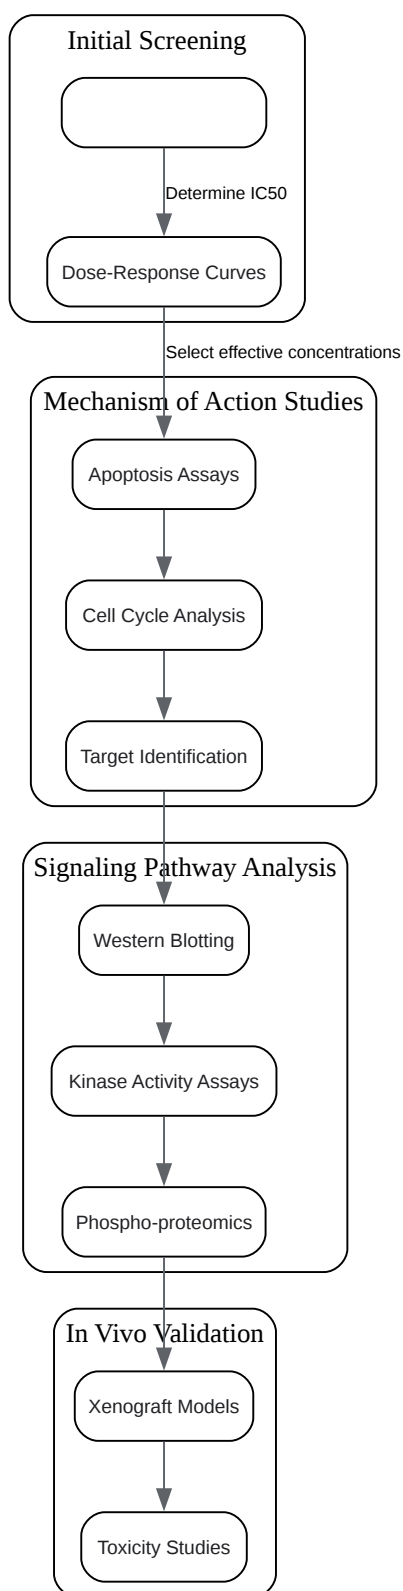 Initial Screening
Determine IC50
Dose-Response Curves
Select effective concentrations
Mechanism of Action Studies
Apoptosis Assays
Cell Cycle Analysis
Target Identification
Signaling Pathway Analysis
Western Blotting
Kinase Activity Assays
Phospho-proteomics
In Vivo Validation
Xenograft Models
Toxicity Studies